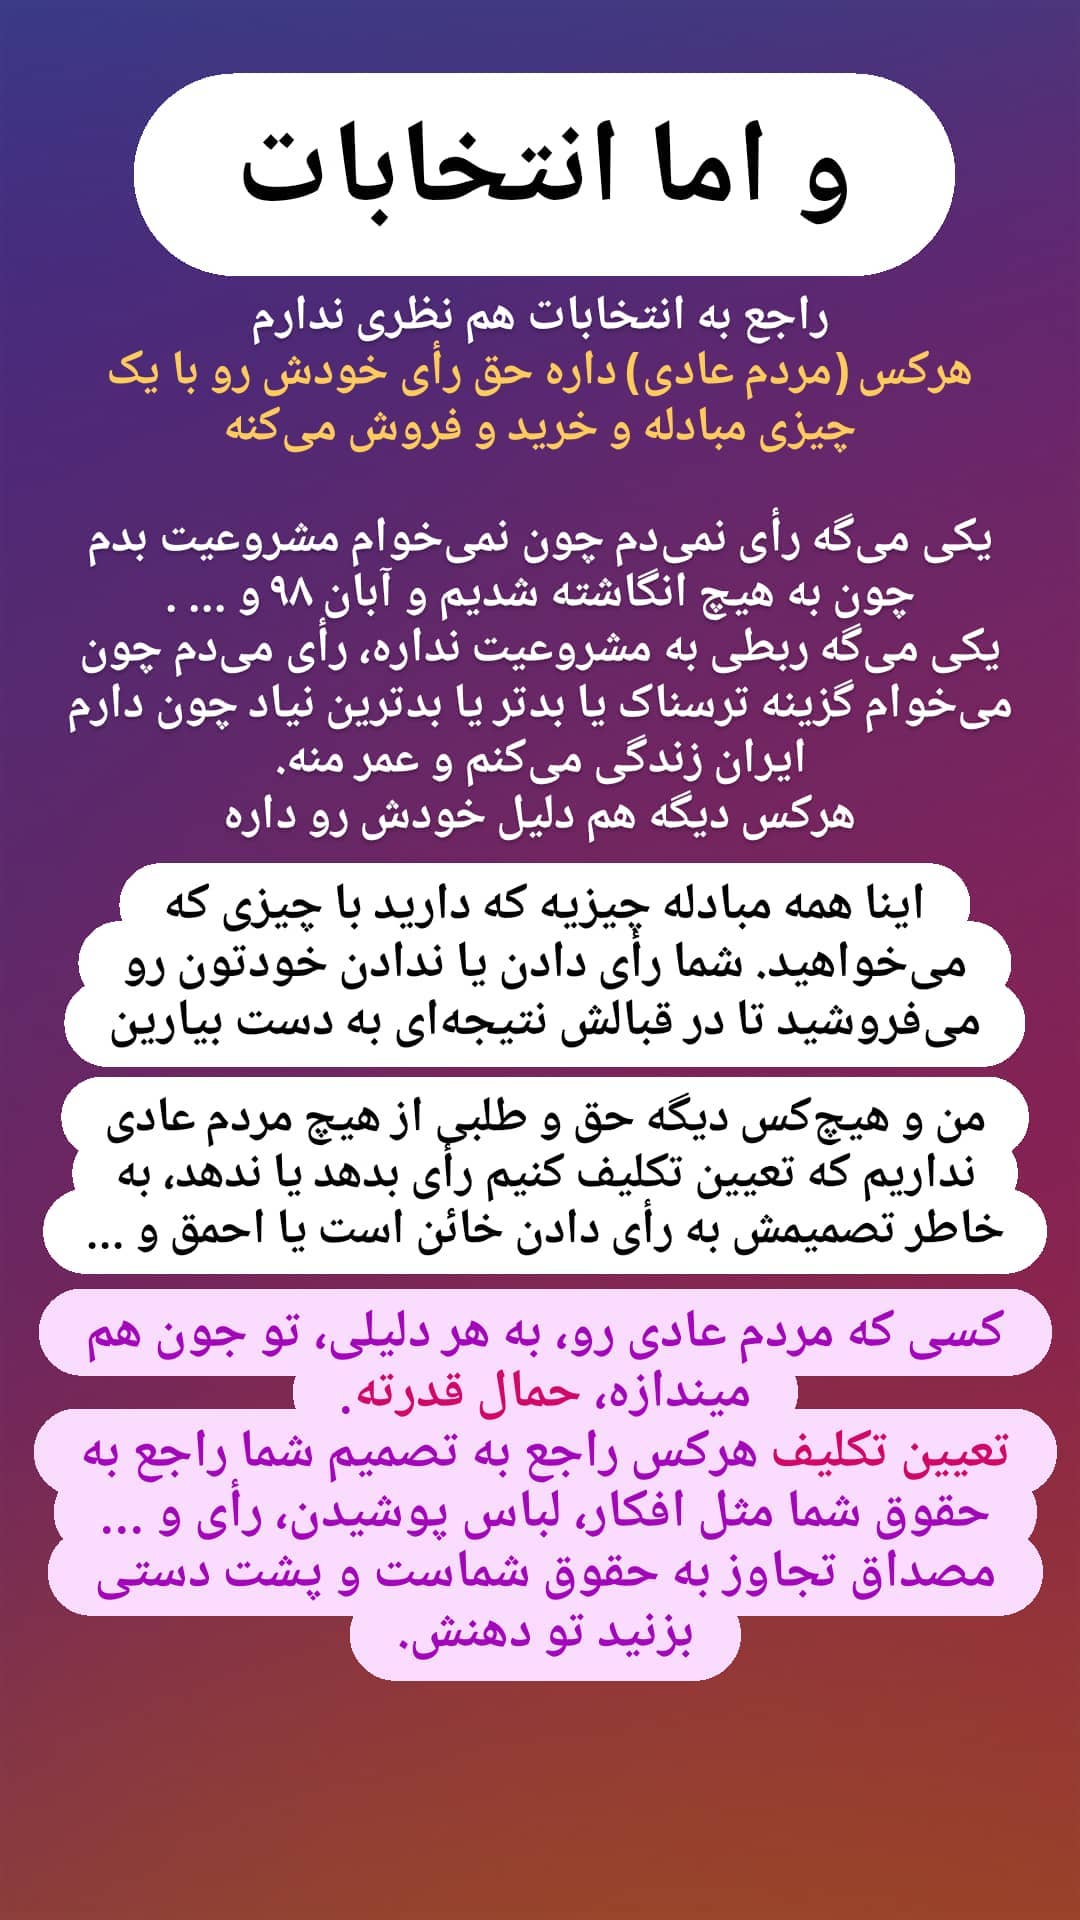 و اما انتخابات
راجع به انتخابات هم نظری ندارم
هرکس (مردم عادی) داره حق رأی خودش رو با یک
چیزی مبادله و خرید و فروش می‌کنه
یکی می‌گه رأی نمی‌دم چون نمی‌خوام مشروعیت بدم
چون به هیچ انگاشته شدیم و آبان ۹۸ و ... .
یکی می‌گه ربطی به مشروعیت نداره، رأی می‌دم چون
می‌خوام گزینه ترسناک یا بدتر یا بدترین نیاد چون دارم
ایران زندگی می‌کنم و عمر منه.
هرکس دیگه هم دلیل خودش رو داره
اینا همه مبادله چیزیه که دارید با چیزی که
می‌خواهید. شما رأی دادن یا ندادن خودتون رو
می‌فروشید تا در قبالش نتیجه‌ای به دست بیارین
من و هیچ‌کس دیگه حق و طلبی از هیچ مردم عادی
نداریم که تعیین تکلیف کنیم رأی بدهد یا ندهد، به
خاطر تصمیمش به رأی دادن خائن است یا احمق و ...
کسی که مردم عادی رو، به هر دلیلی، تو جون هم
میندازه، حمال قدرته.
تعیین تکلیف هرکس راجع به تصمیم شما راجع به
حقوق شما مثل افکار، لباس پوشیدن، رأی و ...
مصداق تجاوز به حقوق شماست و پشت دستی
بزنید تو دهنش.